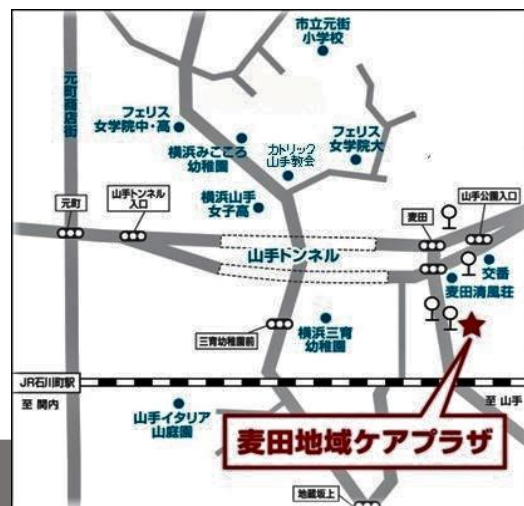 市立元街
小学校
元町商店街
フェリス
女学院中・高
横浜みこころ
幼稚園
カトリック
山手教会
フェリス
女学院大
元町
山手トンネル
入口
横浜山手
女子高
麦田
山手公園入口
山手トンネル
交番
麦田清風荘
三育幼稚園前
横浜三育
幼稚園
JR石川町駅
至 関内
至 山手
山手イタリア
山庭園
麦田地域ケアプラザ
地蔵坂上